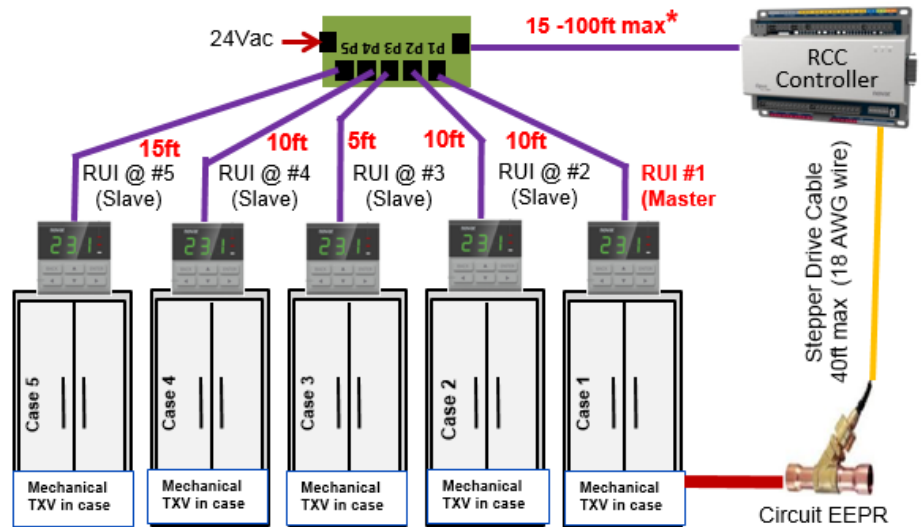 24Vac
P5 P4 P3 P2 P1
15 -100ft max*
RCC
Controller
15ft
10ft
5ft
10ft
10ft
RUI @ #5
(Slave)
RUI @ #4
(Slave)
RUI @ #3
(Slave)
RUI @ #2
(Slave)
RUI #1
(Master
231
231
231
231
231
Stepper Drive Cable
40ft max (18 AWG wire)
Case 5
Case 4
Case 3
Case 2
Case 1
Mechanical
TXV in case
Mechanical
TXV in case
Mechanical
TXV in case
Mechanical
TXV in case
Mechanical
TXV in case
Circuit EEPR